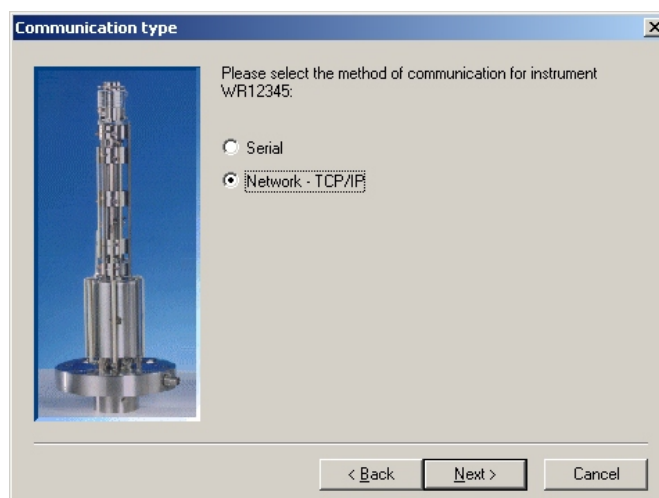 Communication type
Please select the method of communication for instrument
WR12345:
Serial
Network - TCP/IP
< Back
Next >
Cancel